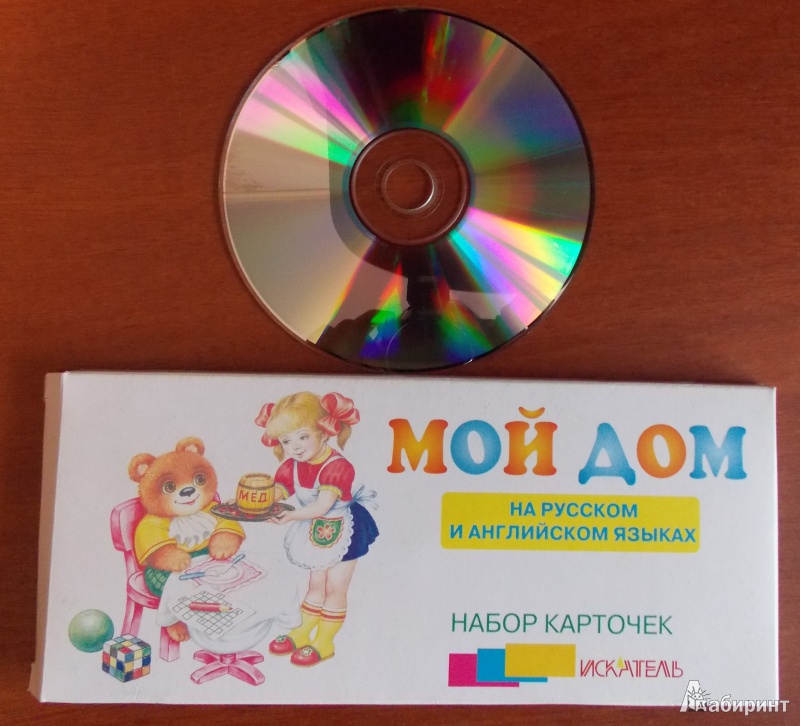 МОЙ ДОМ
МЁД
НА РУССКОМ
И АНГЛИЙСКОМ ЯЗЫКАХ
НАБОР КАРТОЧЕК
ИСКАТЕЛЬ
Лабиринт